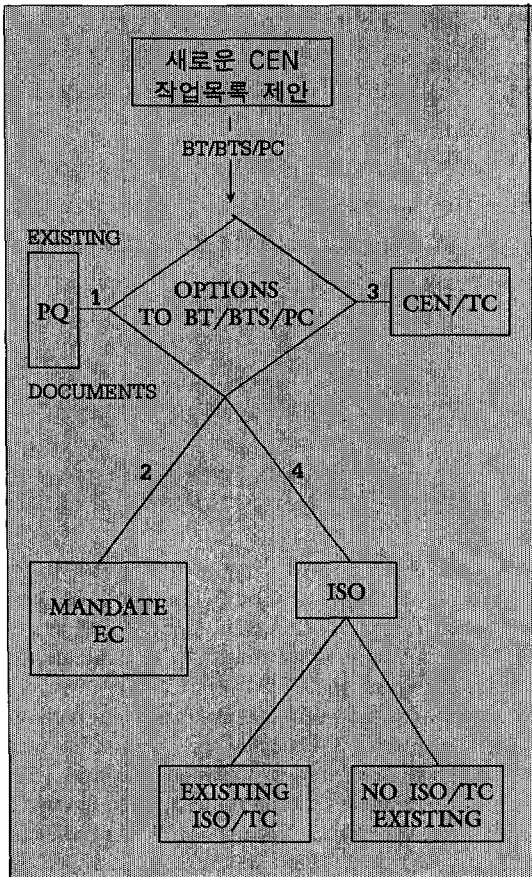 새로운 CEN
작업목록 제안
BT/BTS/PC
EXISTING
PQ
DOCUMENTS
1
OPTIONS
TO BT/BTS/PC
3
CEN/TC
2
4
MANDATE
EC
ISO
EXISTING
ISO/TC
NO ISO/TC
EXISTING